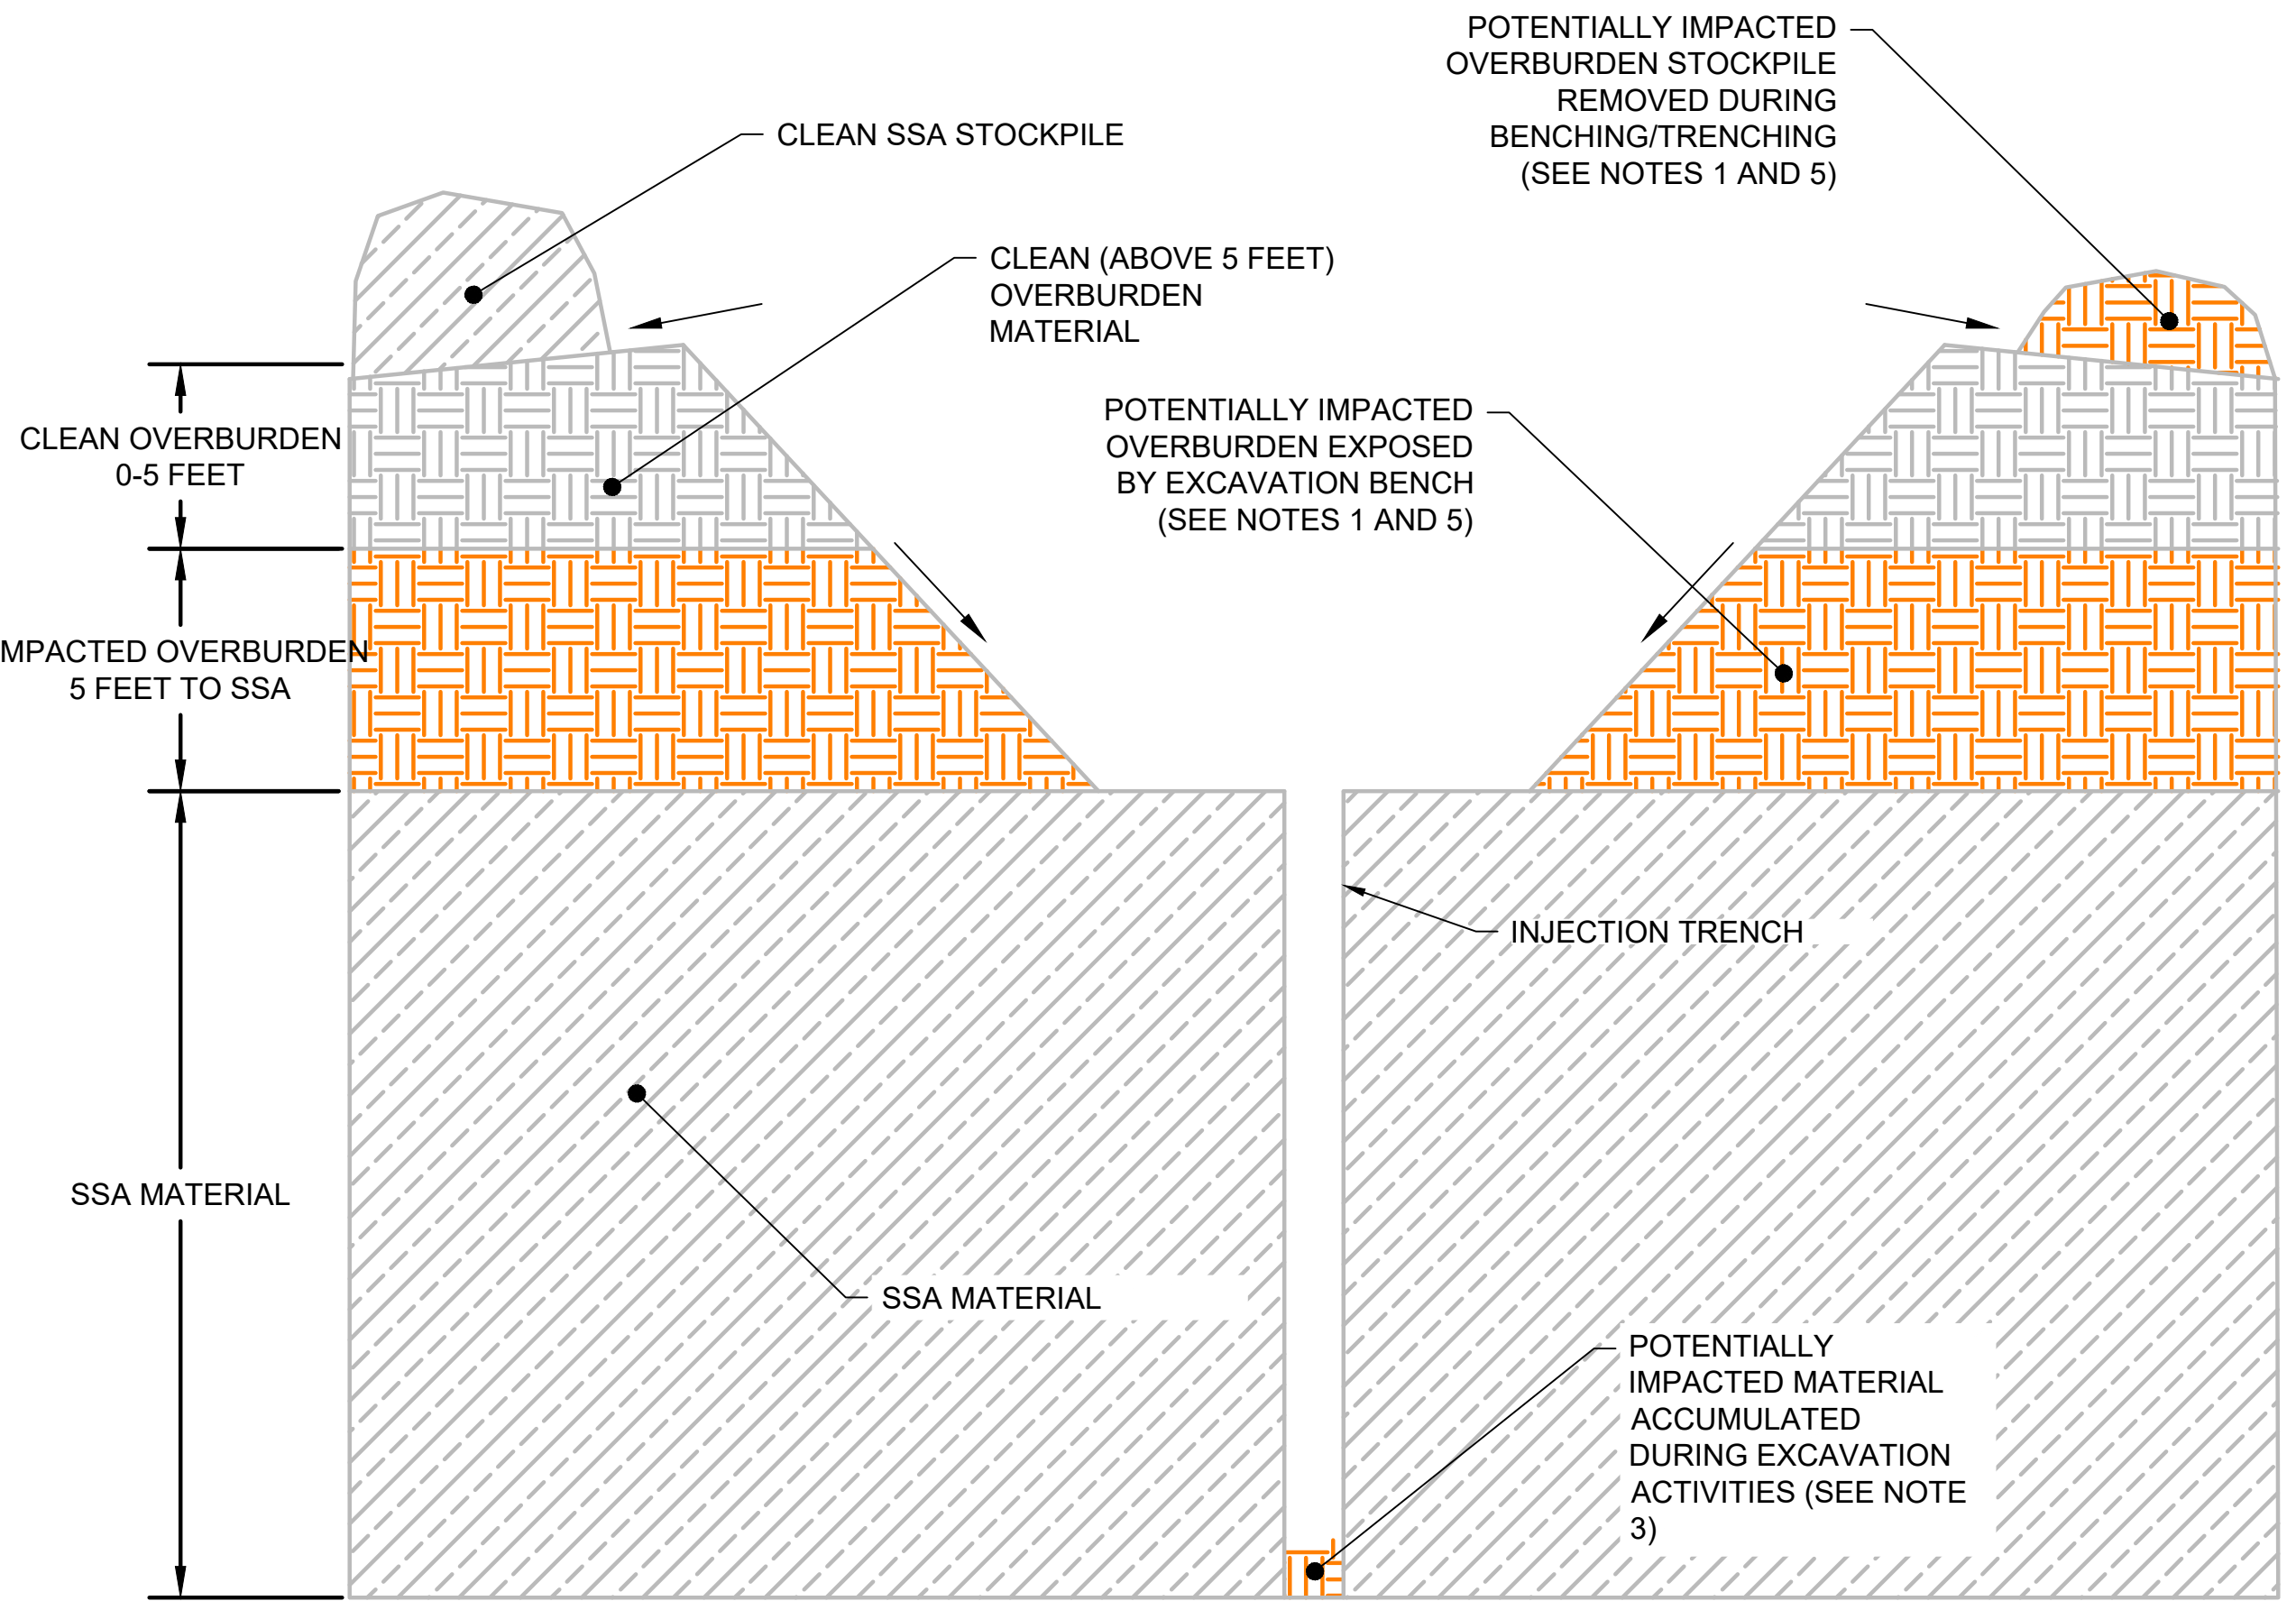 POTENTIALLY IMPACTED
OVERBURDEN STOCKPILE
REMOVED DURING
BENCHING/TRENCHING
(SEE NOTES 1 AND 5)
CLEAN SSA STOCKPILE
CLEAN (ABOVE 5 FEET)
OVERBURDEN
MATERIAL
POTENTIALLY IMPACTED
OVERBURDEN EXPOSED
BY EXCAVATION BENCH
(SEE NOTES 1 AND 5)
CLEAN OVERBURDEN
0-5 FEET
MPACTED OVERBURDEN
5 FEET TO SSA
INJECTION TRENCH
SSA MATERIAL
SSA MATERIAL
POTENTIALLY
IMPACTED MATERIAL
ACCUMULATED
DURING EXCAVATION
ACTIVITIES (SEE NOTE
3)